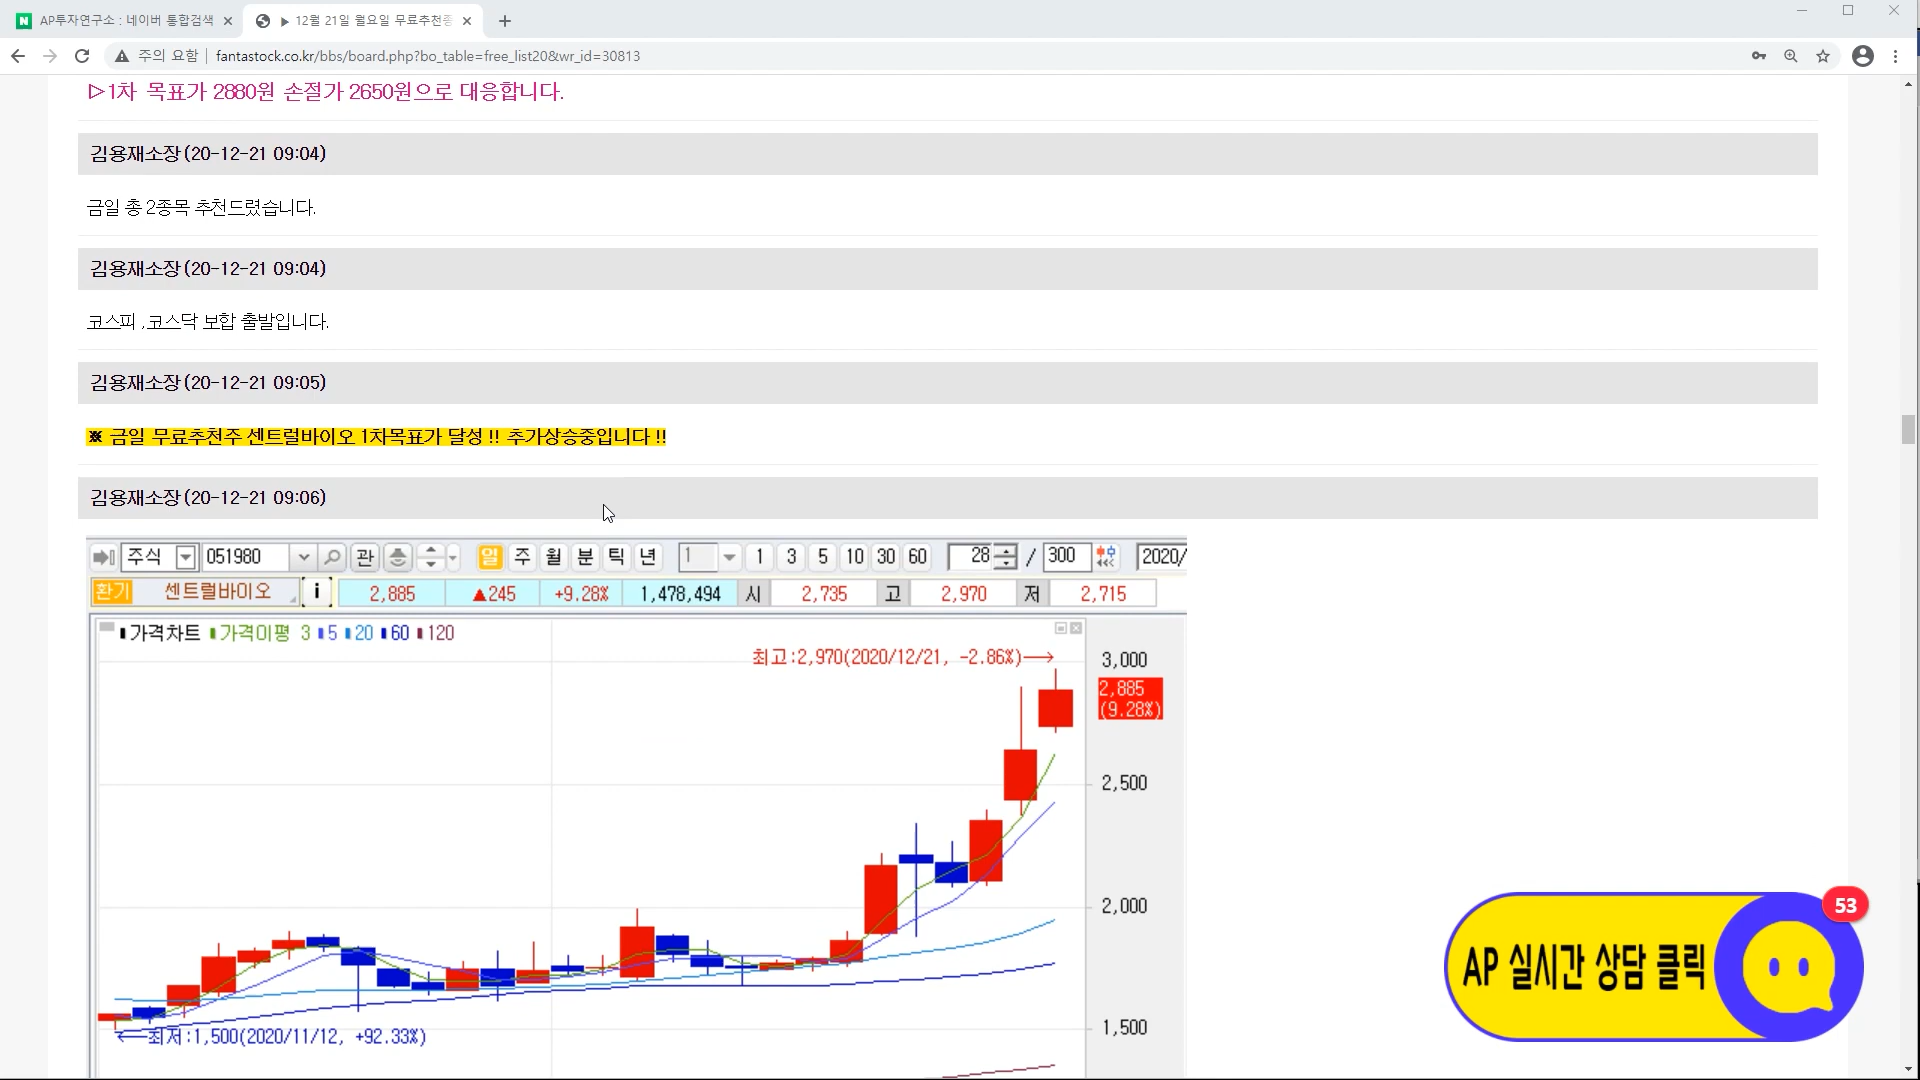 AP투자연구소 : 네이버 통합검색
▶ 12월 21일 월요일 무료추천종
주의 요함
fantastock.co.kr/bbs/board.php?bo_table=free_list20&wr_id=30813
▷1차 목표가 2880원 손절가 2650원으로 대응합니다.
김용재소장 (20-12-21 09:04)
금일 총 2종목 추천드렸습니다.
김용재소장 (20-12-21 09:04)
코스피 ,코스닥 보합 출발입니다.
김용재소장 (20-12-21 09:05)
※ 금일 무료추천주 센트럴바이오 1차목표가 달성 !! 추가상승중입니다 !!
김용재소장 (20-12-21 09:06)
주식 051980 관 일 주 월 분 틱 년 1 1 3 5 10 30 60 28 / 300 2020/
환기 센트럴바이오 i 2,885 ▲245 +9.28% 1,478,494 시 2,735 고 2,970 저 2,715
가격차트 가격이평 3 5 20 60 120
최고:2,970(2020/12/21, -2.86%)
3,000
2,885
(9.28%)
2,500
2,000
53
AP 실시간 상담 클릭
최저:1,500(2020/11/12, +92.33%)
1,500